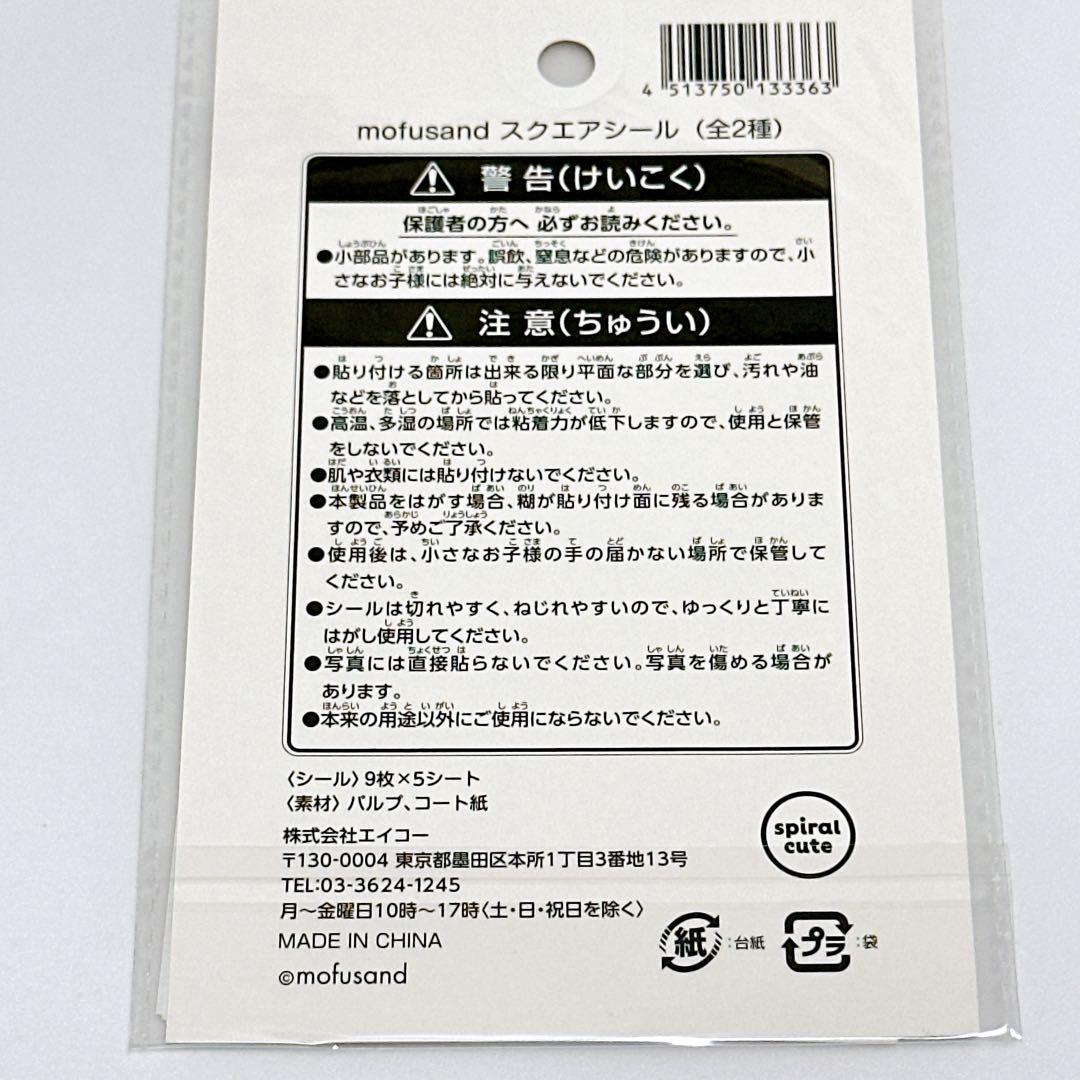 4 513750 133363
mofusand スクエアシール（全2種）
警 告（けいこく）
保護者の方へ 必ずお読みください。
●小部品があります。誤飲、窒息などの危険がありますので、小
さなお子様には絶対に与えないでください。
注 意（ちゅうい）
●貼り付ける箇所は出来る限り平面な部分を選び、汚れや油
などを落としてから貼ってください。
●高温、多湿の場所では粘着力が低下しますので、使用と保管
をしないでください。
●肌や衣類には貼り付けないでください。
●本製品をはがす場合、糊が貼り付け面に残る場合がありま
すので、予めご了承ください。
●使用後は、小さなお子様の手の届かない場所で保管して
ください。
●シールは切れやすく、ねじれやすいので、ゆっくりと丁寧に
はがし使用してください。
●写真には直接貼らないでください。写真を傷める場合が
あります。
●本来の用途以外にご使用にならないでください。
〈シール〉9枚×5シート
〈素材〉パルプ、コート紙
株式会社エイコー
〒130-0004 東京都墨田区本所1丁目3番地13号
TEL:03-3624-1245
月～金曜日10時～17時〈土・日・祝日を除く〉
MADE IN CHINA
©mofusand
spiral
cute
紙 :台紙
プラ :袋